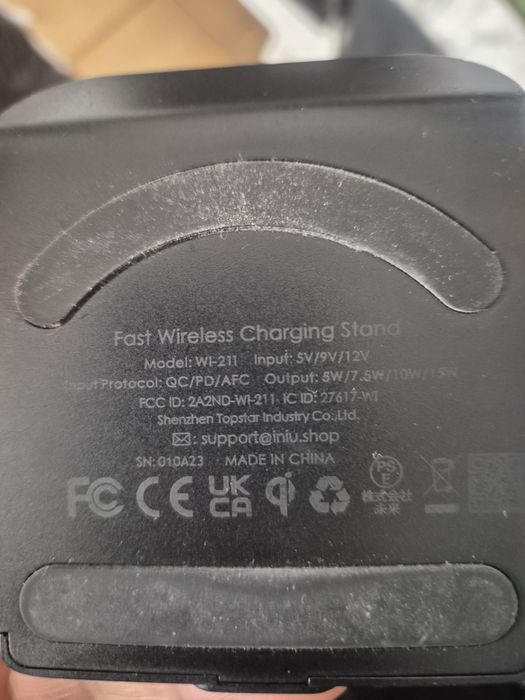 Fast Wireless Charging Stand
Model: WI-211 Input: 5V/9V/12V
Input Protocol: QC/PD/AFC Output: 5W/7.5W/10W/15W
FCC ID: 2A2ND-WI-211 IC ID: 27617-WI
Shenzhen Topstar Industry Co.,Ltd.
: support@iniu.shop
SN: 010A23 MADE IN CHINA
FC CE UK CA qi PS E
株式会社
未来